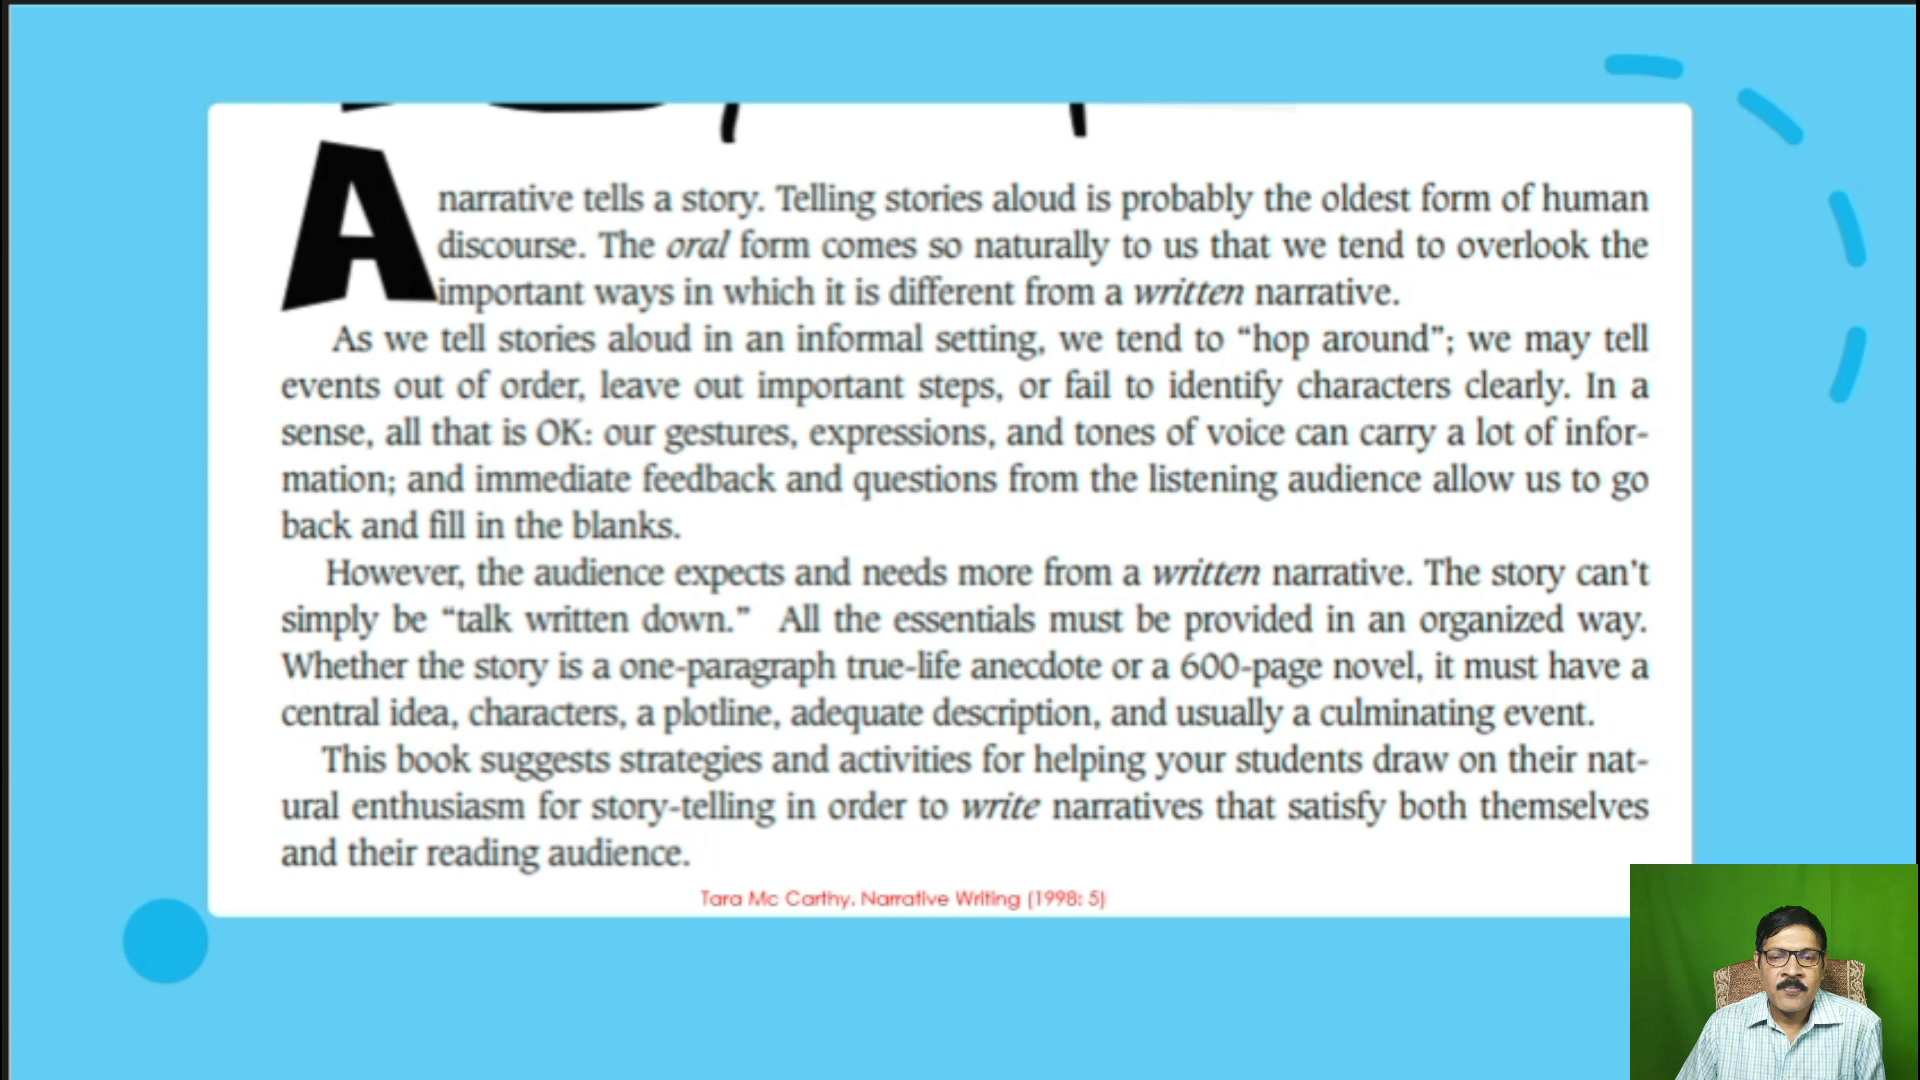 A narrative tells a story. Telling stories aloud is probably the oldest form of human
discourse. The oral form comes so naturally to us that we tend to overlook the
important ways in which it is different from a written narrative.
As we tell stories aloud in an informal setting, we tend to “hop around”; we may tell
events out of order, leave out important steps, or fail to identify characters clearly. In a
sense, all that is OK: our gestures, expressions, and tones of voice can carry a lot of infor-
mation; and immediate feedback and questions from the listening audience allow us to go
back and fill in the blanks.
However, the audience expects and needs more from a written narrative. The story can't
simply be “talk written down.” All the essentials must be provided in an organized way.
Whether the story is a one-paragraph true-life anecdote or a 600-page novel, it must have a
central idea, characters, a plotline, adequate description, and usually a culminating event.
This book suggests strategies and activities for helping your students draw on their nat-
ural enthusiasm for story-telling in order to write narratives that satisfy both themselves
and their reading audience.
Tara Mc Carthy. Narrative Writing (1998: 5)